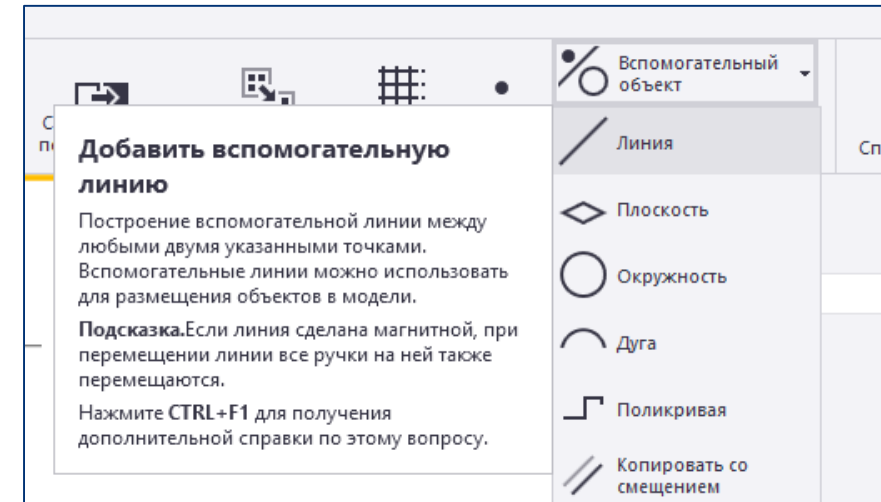 Вспомогательный
объект
Добавить вспомогательную
линию
Построение вспомогательной линии между
любыми двумя указанными точками.
Вспомогательные линии можно использовать
для размещения объектов в модели.
Подсказка.Если линия сделана магнитной, при
перемещении линии все ручки на ней также
перемещаются.
Нажмите CTRL+F1 для получения
дополнительной справки по этому вопросу.
Линия
Плоскость
Окружность
Дуга
Поликривая
Копировать со
смещением